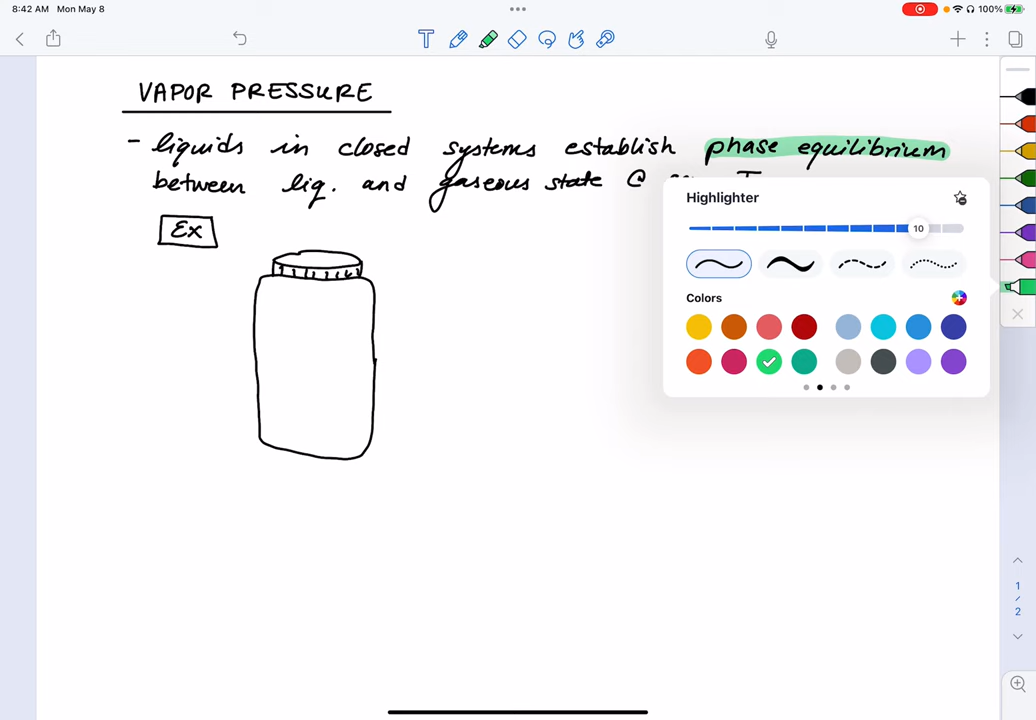 8:42 AM Mon May 8
100%
T
VAPOR PRESSURE
- liquids in closed systems establish phase equilibrium
between liq. and gaseous state @
Highlighter
10
Ex
Colors
1
/
2